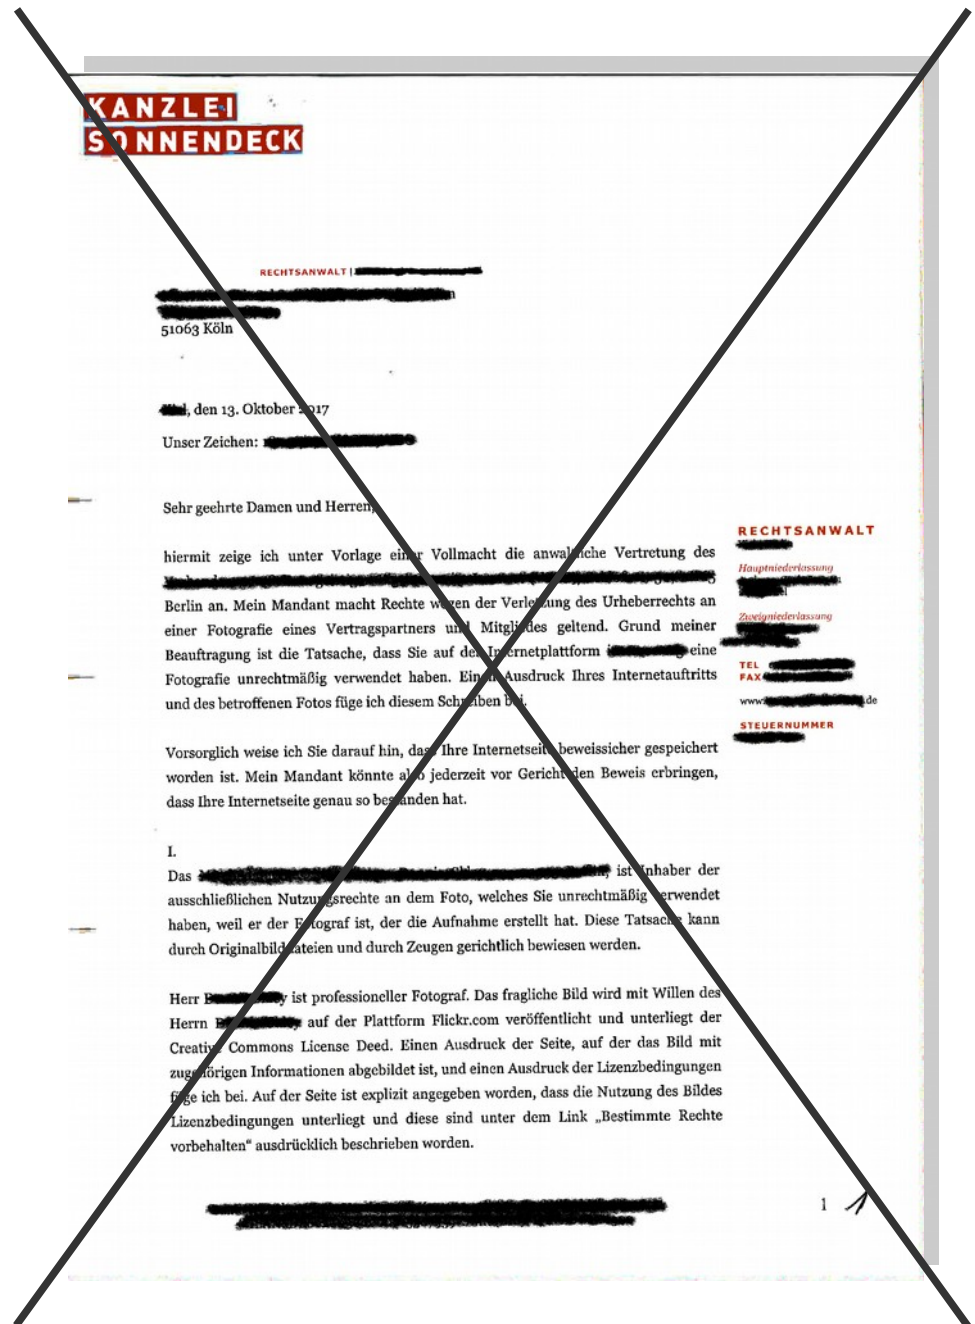 KANZLEI
SONNENDECK
RECHTSANWALT |
51063 Köln
, den 13. Oktober 2017
Unser Zeichen:
Sehr geehrte Damen und Herren,
hiermit zeige ich unter Vorlage einer Vollmacht die anwaltliche Vertretung des
Berlin an. Mein Mandant macht Rechte wegen der Verletzung des Urheberrechts an
einer Fotografie eines Vertragspartners und Mitgliedes geltend. Grund meiner
Beauftragung ist die Tatsache, dass Sie auf der Internetplattform eine
Fotografie unrechtmäßig verwendet haben. Einen Ausdruck Ihres Internetauftritts
und des betroffenen Fotos füge ich diesem Schreiben bei.
Vorsorglich weise ich Sie darauf hin, dass Ihre Internetseite beweissicher gespeichert
worden ist. Mein Mandant könnte also jederzeit vor Gericht den Beweis erbringen,
dass Ihre Internetseite genau so bestanden hat.
I.
Das , ist Inhaber der
ausschließlichen Nutzungsrechte an dem Foto, welches Sie unrechtmäßig verwendet
haben, weil er der Fotograf ist, der die Aufnahme erstellt hat. Diese Tatsache kann
durch Originalbilddateien und durch Zeugen gerichtlich bewiesen werden.
Herr ist professioneller Fotograf. Das fragliche Bild wird mit Willen des
Herrn auf der Plattform Flickr.com veröffentlicht und unterliegt der
Creative Commons License Deed. Einen Ausdruck der Seite, auf der das Bild mit
zugehörigen Informationen abgebildet ist, und einen Ausdruck der Lizenzbedingungen
füge ich bei. Auf der Seite ist explizit angegeben worden, dass die Nutzung des Bildes
Lizenzbedingungen unterliegt und diese sind unter dem Link „Bestimmte Rechte
vorbehalten“ ausdrücklich beschrieben worden.
RECHTSANWALT
Hauptniederlassung
Zweigniederlassung
TEL
FAX
www. .de
STEUERNUMMER
1